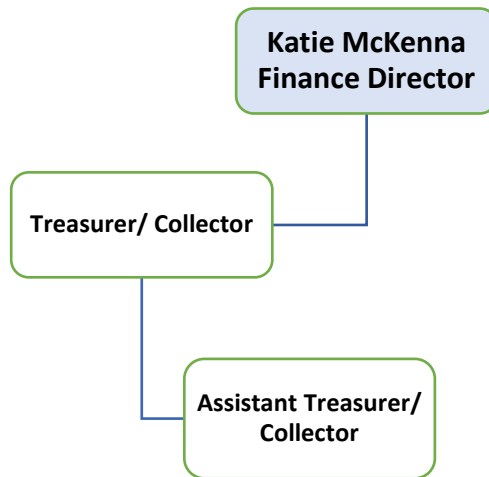 Katie McKenna
Finance Director
Treasurer/ Collector
Assistant Treasurer/
Collector